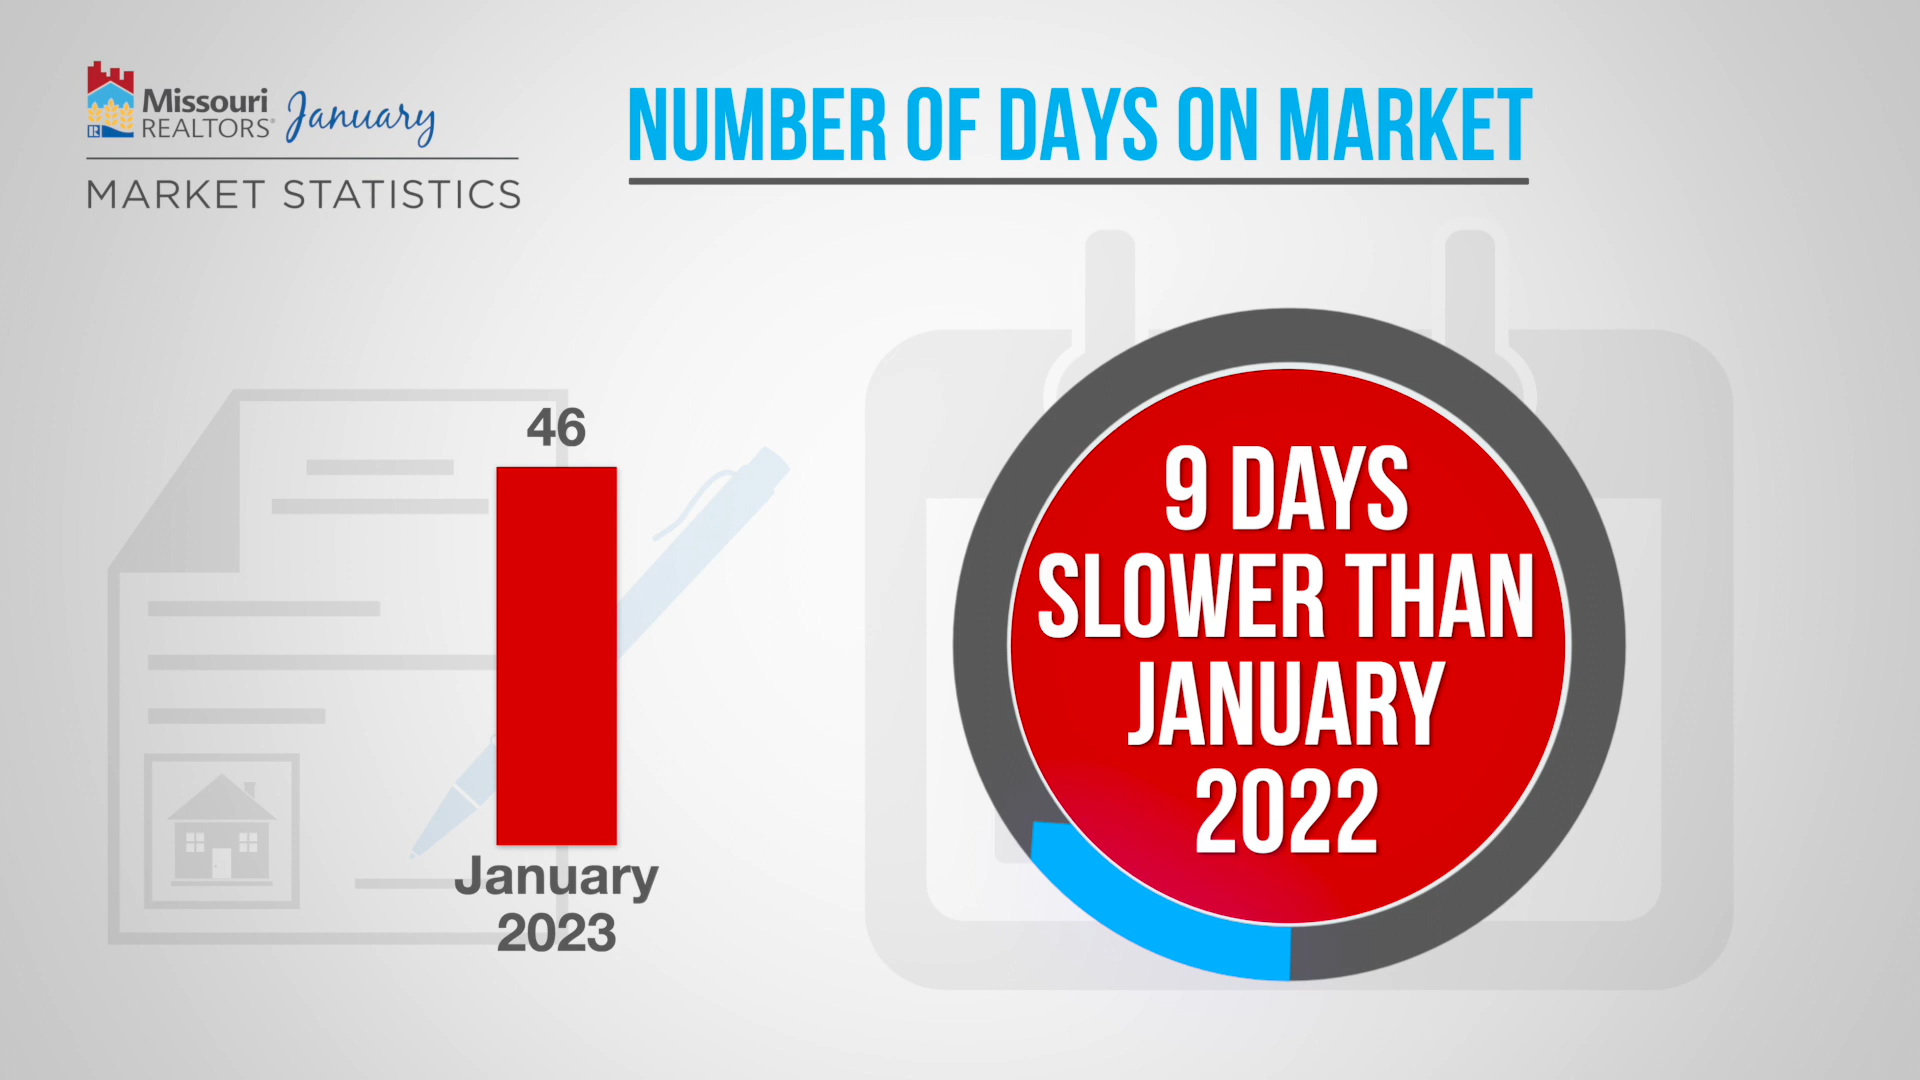 Missouri
REALTORS®
January
MARKET STATISTICS
NUMBER OF DAYS ON MARKET
46
January
2023
9 DAYS
SLOWER THAN
JANUARY
2022